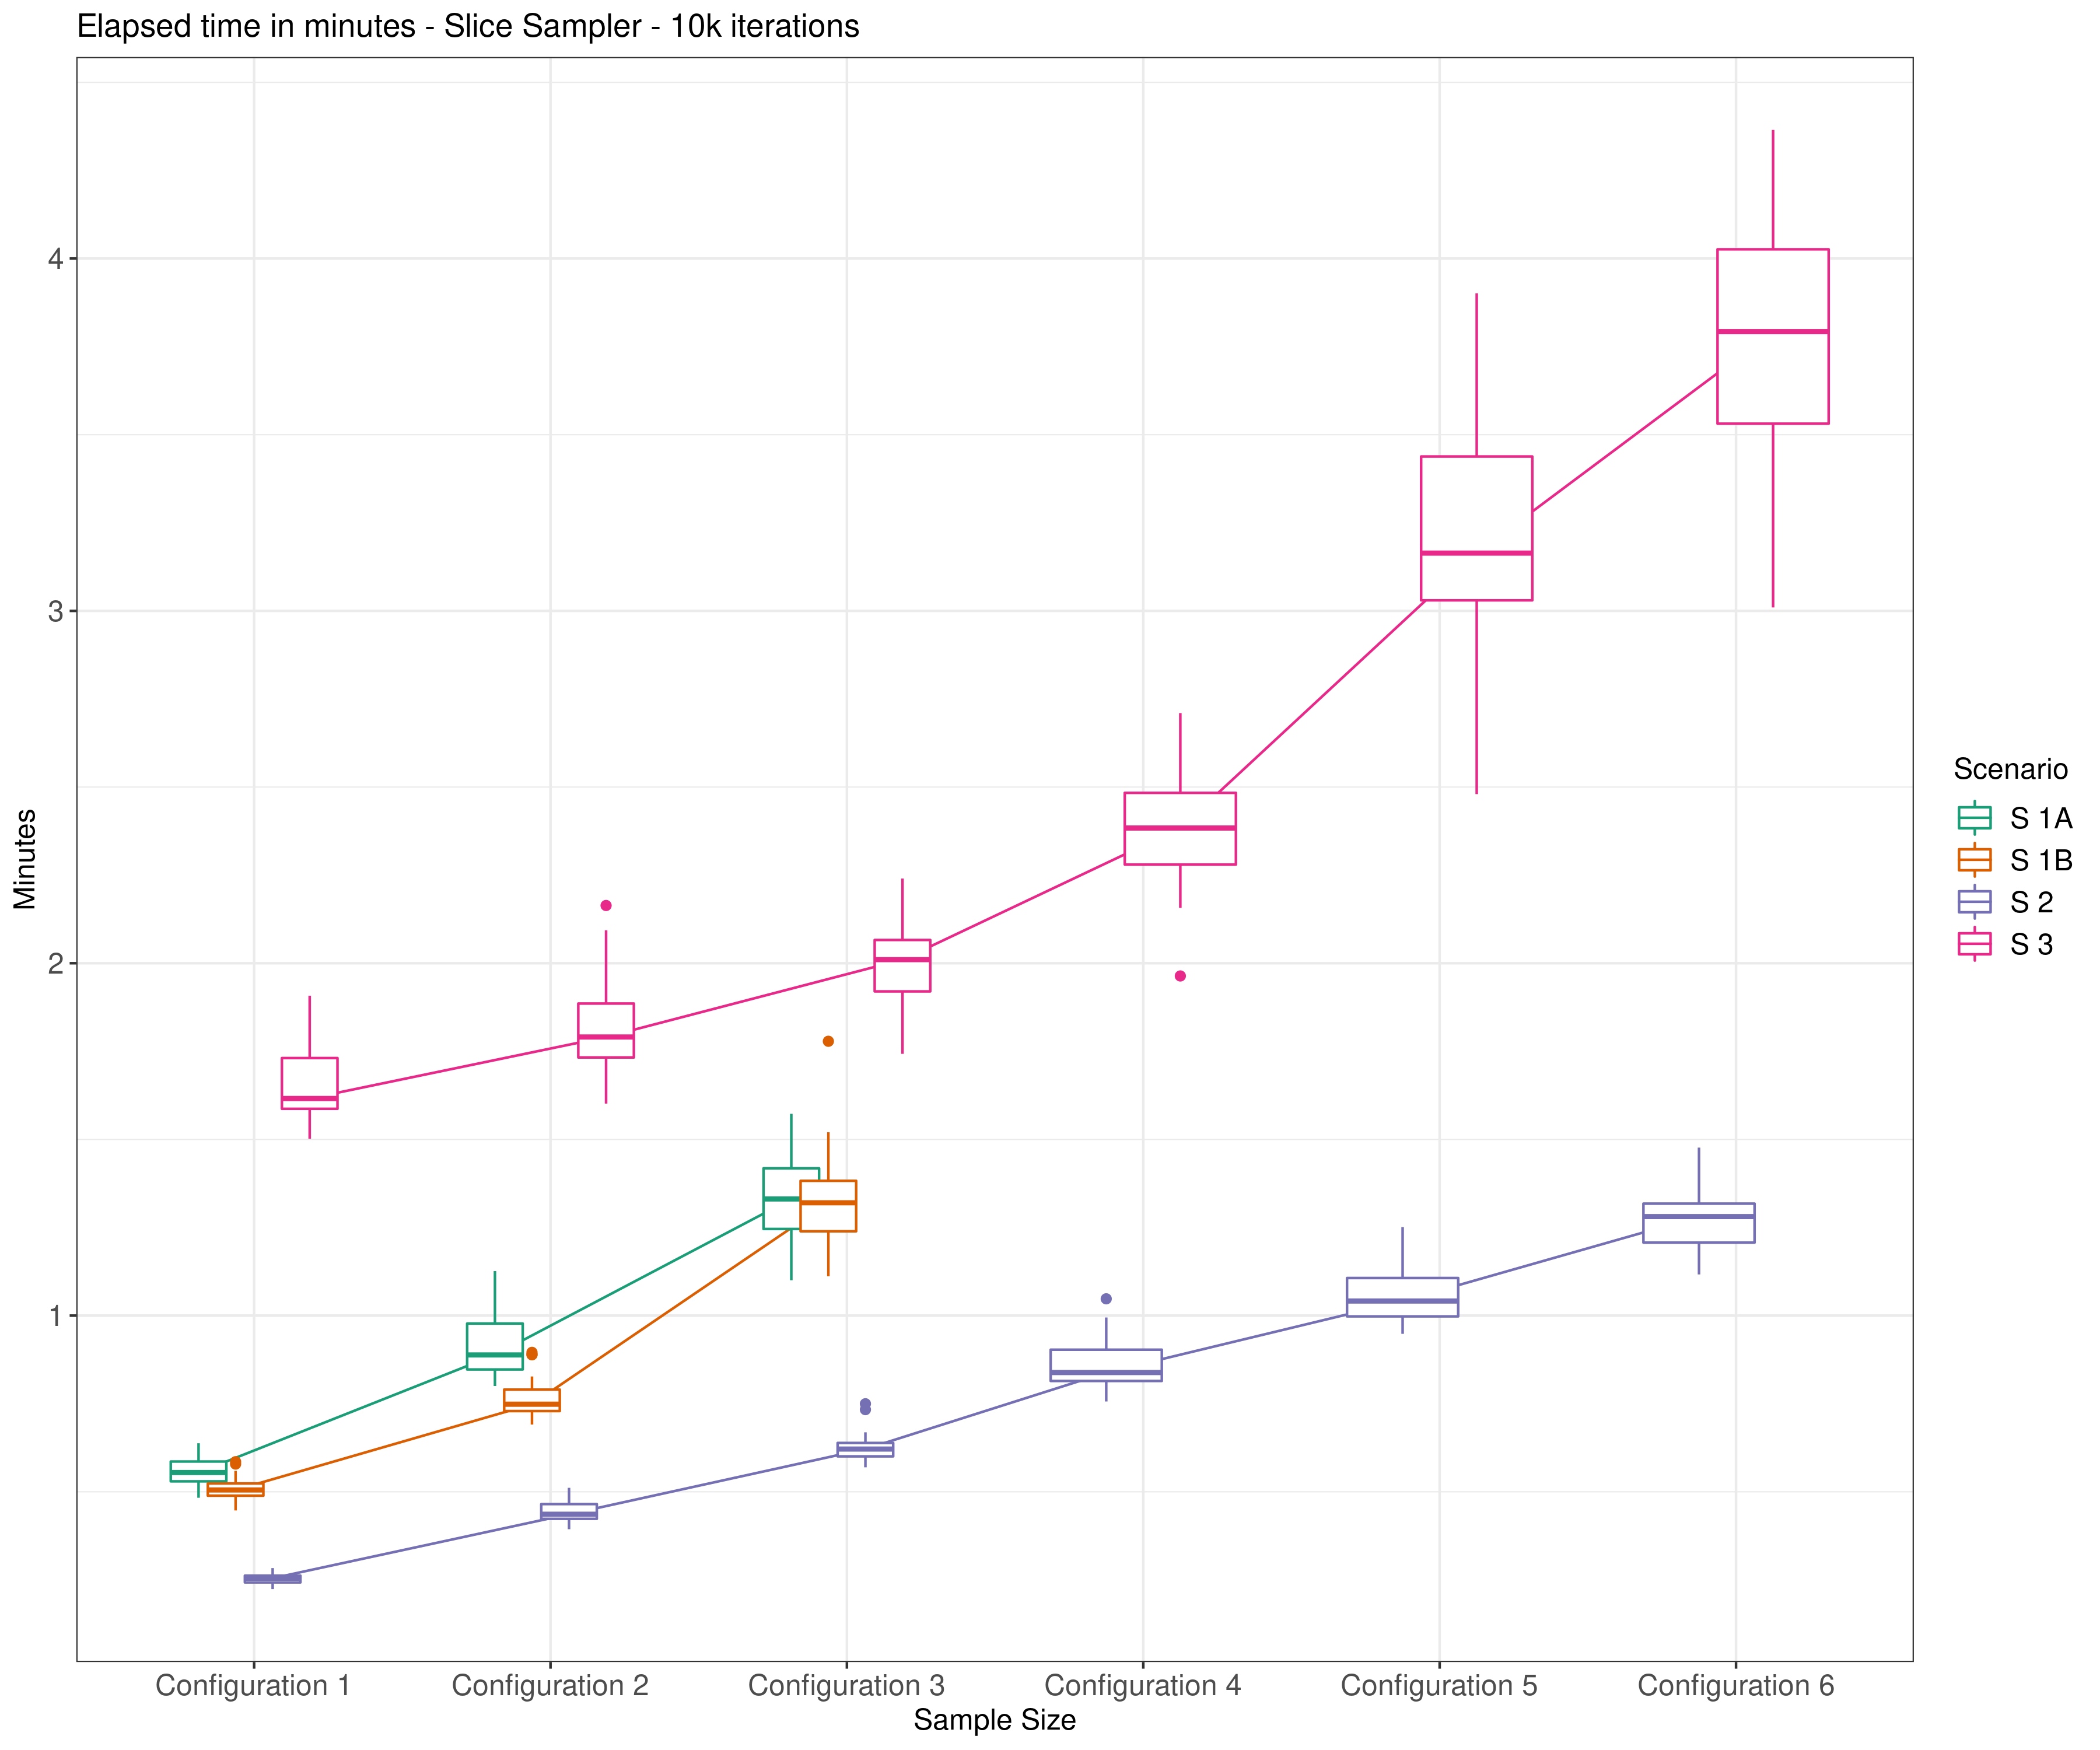 Elapsed time in minutes - Slice Sampler - 10k iterations
4
3
2
1
Minutes
Configuration 1
Configuration 2
Configuration 3
Configuration 4
Configuration 5
Configuration 6
Sample Size
Scenario
S 1A
S 1B
S 2
S 3